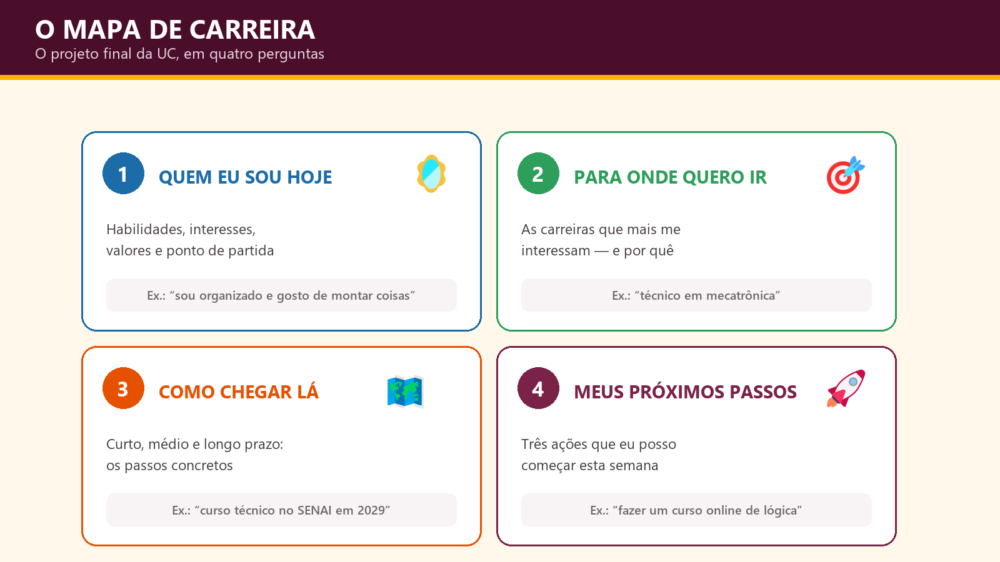 O MAPA DE CARREIRA
O projeto final da UC, em quatro perguntas
1
QUEM EU SOU HOJE
Habilidades, interesses,
valores e ponto de partida
Ex.: “sou organizado e gosto de montar coisas”
2
PARA ONDE QUERO IR
As carreiras que mais me
interessam — e por quê
Ex.: “técnico em mecatrônica”
3
COMO CHEGAR LÁ
Curto, médio e longo prazo:
os passos concretos
Ex.: “curso técnico no SENAI em 2029”
4
MEUS PRÓXIMOS PASSOS
Três ações que eu posso
começar esta semana
Ex.: “fazer um curso online de lógica”